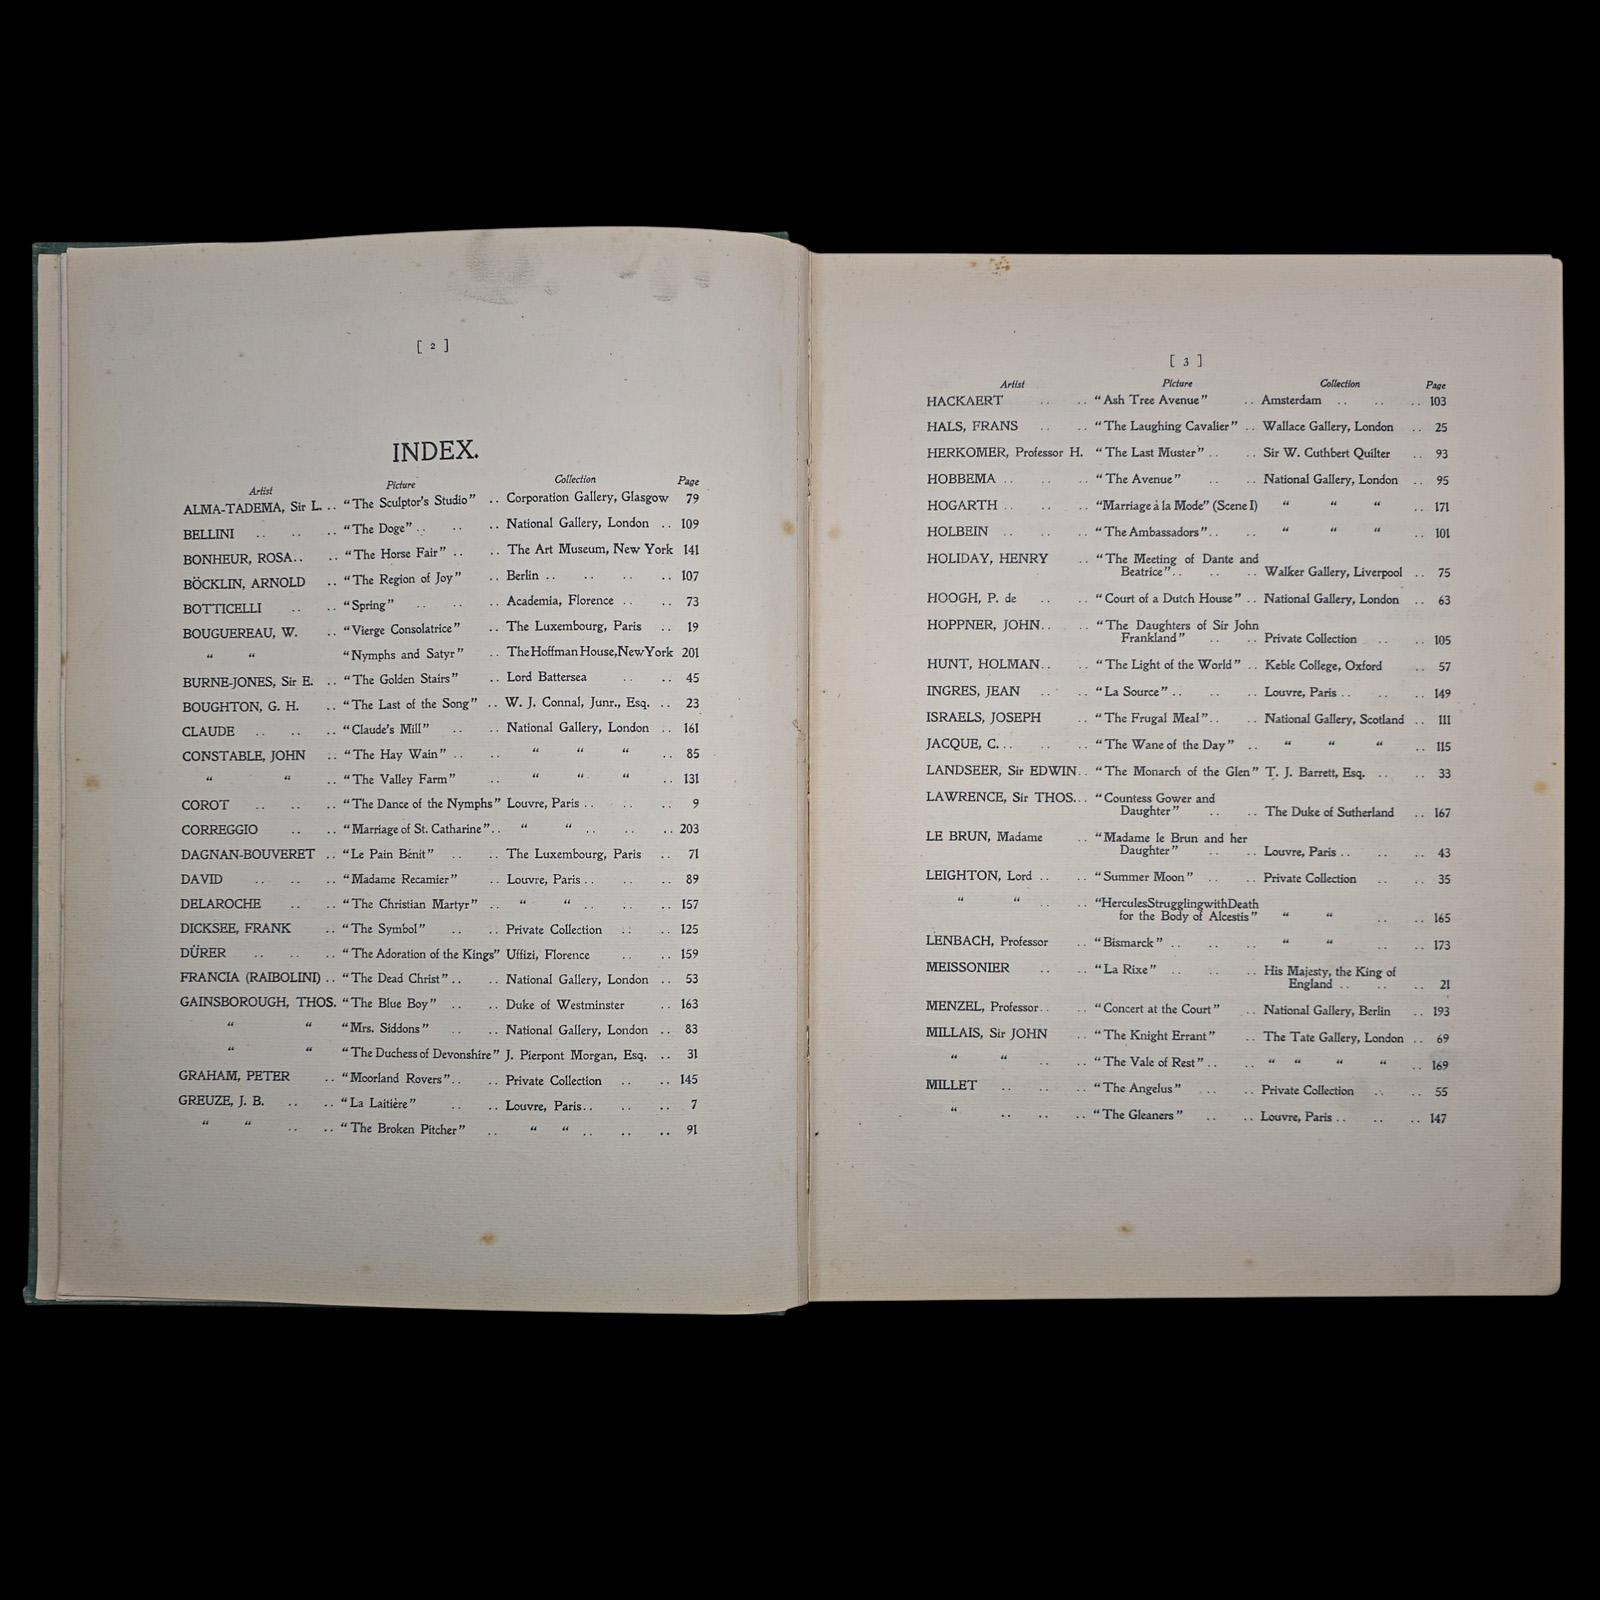 [ 2 ]
INDEX.
Artist Picture Collection Page
ALMA-TADEMA, Sir L. .. “The Sculptor's Studio” .. Corporation Gallery, Glasgow 79
BELLINI .. .. .. “The Doge” .. .. .. National Gallery, London .. 109
BONHEUR, ROSA.. .. “The Horse Fair” .. .. The Art Museum, New York 141
BÖCKLIN, ARNOLD .. “The Region of Joy” .. Berlin .. .. .. .. 107
BOTTICELLI .. .. “Spring” .. .. .. Academia, Florence .. .. 73
BOUGUEREAU, W. .. “Vierge Consolatrice” .. The Luxembourg, Paris .. 19
“ “ “Nymphs and Satyr” .. The Hoffman House, New York 201
BURNE-JONES, Sir E. .. “The Golden Stairs” .. Lord Battersea .. .. 45
BOUGHTON, G. H. .. “The Last of the Song” .. W. J. Connal, Junr., Esq. .. 23
CLAUDE .. .. .. “Claude's Mill” .. .. National Gallery, London .. 161
CONSTABLE, JOHN .. “The Hay Wain” .. .. “ “ “ .. 85
“ “ .. “The Valley Farm” .. “ “ “ .. 131
COROT .. .. .. “The Dance of the Nymphs” Louvre, Paris .. .. .. 9
CORREGGIO .. .. “Marriage of St. Catharine”.. “ “ .. .. .. 203
DAGNAN-BOUVERET .. “Le Pain Bénit” .. .. The Luxembourg, Paris .. 71
DAVID .. .. .. “Madame Recamier” .. Louvre, Paris .. .. .. 89
DELAROCHE .. .. “The Christian Martyr” .. “ “ .. .. .. 157
DICKSEE, FRANK .. “The Symbol” .. .. Private Collection .. .. 125
DÜRER .. .. .. “The Adoration of the Kings” Uffizi, Florence .. .. 159
FRANCIA (RAIBOLINI) .. “The Dead Christ” .. .. National Gallery, London .. 53
GAINSBOROUGH, THOS. “The Blue Boy” .. .. Duke of Westminster .. 163
“ “ “Mrs. Siddons” .. .. National Gallery, London .. 83
“ “ “The Duchess of Devonshire” J. Pierpont Morgan, Esq. .. 31
GRAHAM, PETER .. “Moorland Rovers”.. .. Private Collection .. .. 145
GREUZE, J. B. .. .. “La Laitière” .. .. Louvre, Paris.. .. .. 7
“ “ .. .. “The Broken Pitcher” .. “ “ .. .. .. 91
[ 3 ]
Artist Picture Collection Page
HACKAERT .. .. “Ash Tree Avenue” .. Amsterdam .. .. .. 103
HALS, FRANS .. .. “The Laughing Cavalier” .. Wallace Gallery, London .. 25
HERKOMER, Professor H. “The Last Muster” .. .. Sir W. Cuthbert Quilter .. 93
HOBBEMA .. .. .. “The Avenue” .. .. National Gallery, London .. 95
HOGARTH .. .. .. “Marriage à la Mode” (Scene I) “ “ “ .. 171
HOLBEIN .. .. .. “The Ambassadors”.. .. “ “ “ .. 101
HOLIDAY, HENRY .. “The Meeting of Dante and
Beatrice”.. .. .. Walker Gallery, Liverpool .. 75
HOOGH, P. de .. .. “Court of a Dutch House” .. National Gallery, London .. 63
HOPPNER, JOHN.. .. “The Daughters of Sir John
Frankland” .. .. Private Collection .. .. 105
HUNT, HOLMAN.. .. “The Light of the World” .. Keble College, Oxford .. 57
INGRES, JEAN .. .. “La Source” .. .. .. Louvre, Paris .. .. .. 149
ISRAELS, JOSEPH .. “The Frugal Meal”.. .. National Gallery, Scotland .. 111
JACQUE, C. .. .. .. “The Wane of the Day” .. “ “ “ .. 115
LANDSEER, Sir EDWIN.. “The Monarch of the Glen” T. J. Barrett, Esq. .. .. 33
LAWRENCE, Sir THOS. .. “Countess Gower and
Daughter” .. .. The Duke of Sutherland .. 167
LE BRUN, Madame .. “Madame le Brun and her
Daughter” .. .. Louvre, Paris .. .. .. 43
LEIGHTON, Lord .. .. “Summer Moon” .. .. Private Collection .. .. 35
“ “ .. .. “Hercules Struggling with Death
for the Body of Alcestis” “ “ .. .. 165
LENBACH, Professor .. “Bismarck” .. .. .. “ “ .. .. 173
MEISSONIER .. .. “La Rixe” .. .. .. His Majesty, the King of
England .. .. .. 21
MENZEL, Professor.. .. “Concert at the Court” .. National Gallery, Berlin .. 193
MILLAIS, Sir JOHN .. “The Knight Errant” .. The Tate Gallery, London .. 69
“ “ .. .. “The Vale of Rest”.. .. “ “ “ “ .. 169
MILLET .. .. .. “The Angelus” .. .. Private Collection .. .. 55
“ .. .. .. “The Gleaners” .. .. Louvre, Paris .. .. .. 147